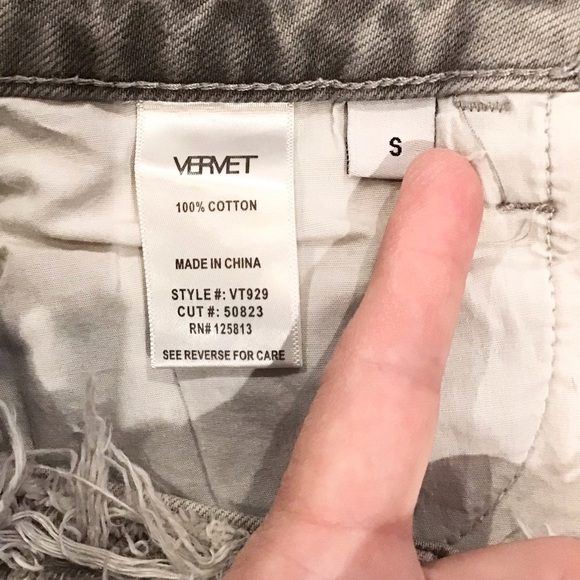 VERVET
100% COTTON
MADE IN CHINA
STYLE #: VT929
CUT #: 50823
RN# 125813
SEE REVERSE FOR CARE
S